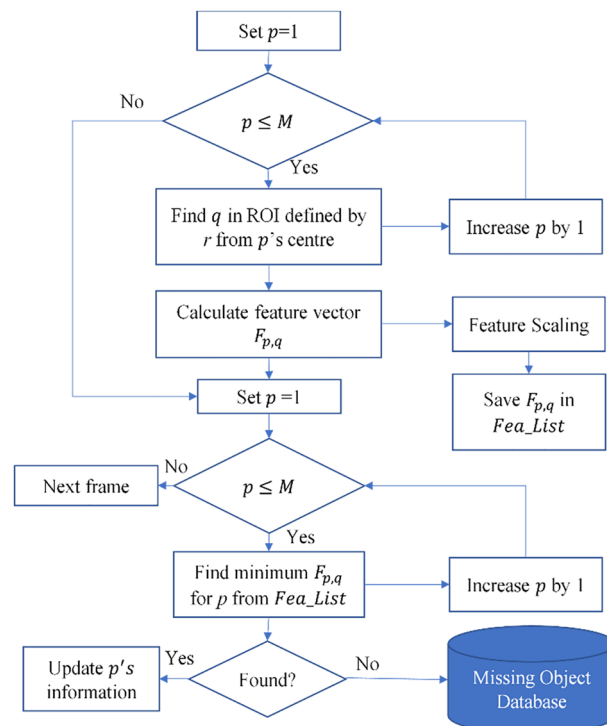 Set p=1
No
p ≤ M
Yes
Find q in ROI defined by
r from p`s centre
Increase p by 1
Calculate feature vector
F_{p,q}
Feature Scaling
Set p =1
Save F_{p,q} in
Fea_List
No
Next frame
p ≤ M
Yes
Find minimum F_{p,q}
for p from Fea_List
Increase p by 1
Update p's
information
Yes
Found?
No
Missing Object
Database